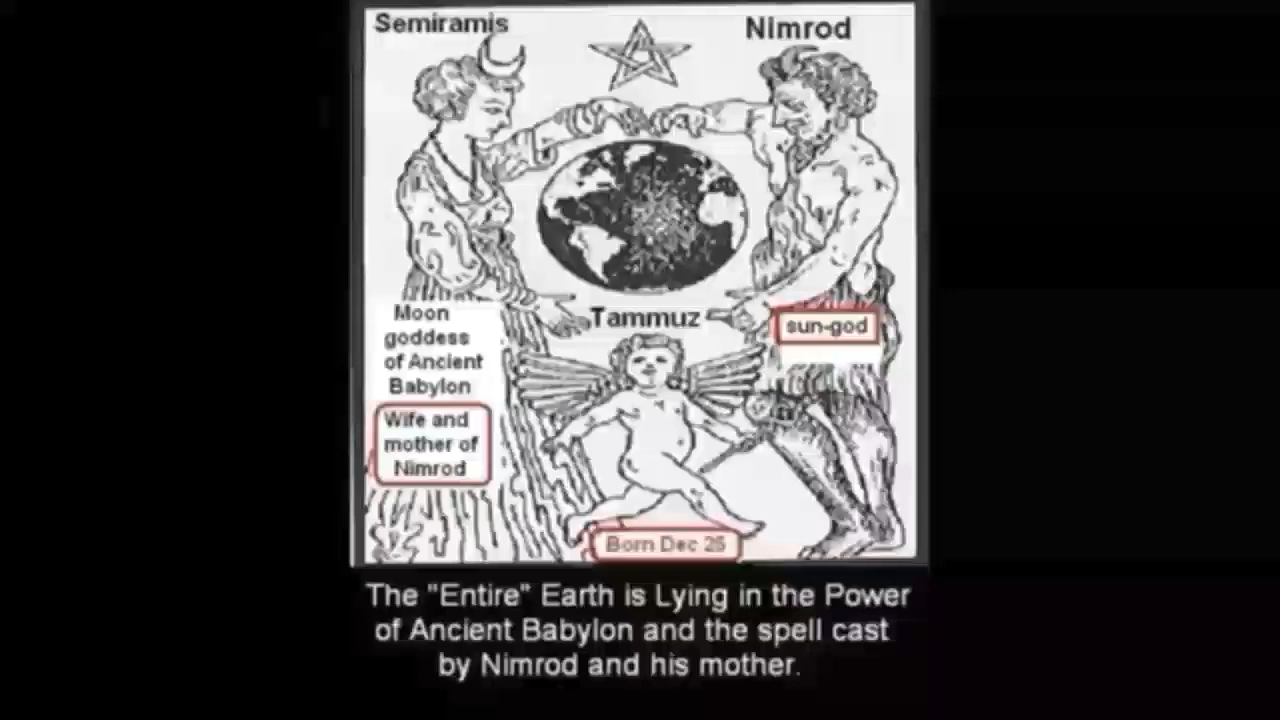 Semiramis
Nimrod
Tammuz
Moon
goddess
of Ancient
Babylon
Wife and
mother of
Nimrod
sun-god
Born Dec 25
The "Entire" Earth is Lying in the Power
of Ancient Babylon and the spell cast
by Nimrod and his mother.